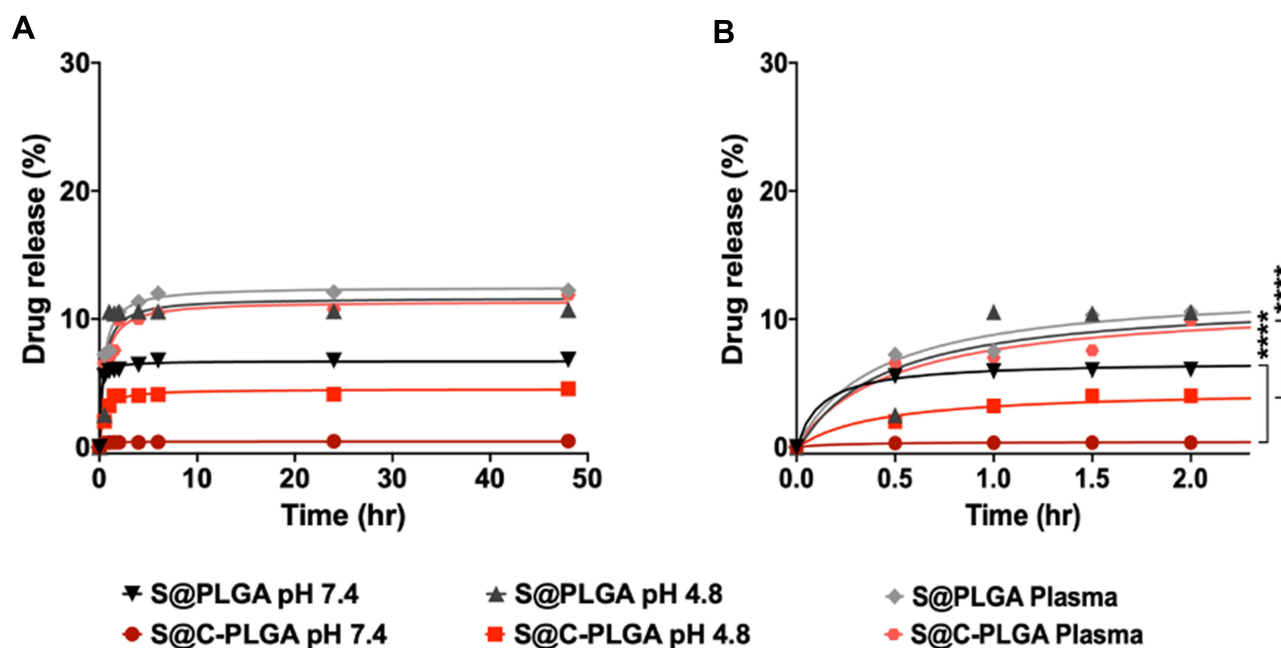 A
B
30
20
10
0
Drug release (%)
0
10
20
30
40
50
Time (hr)
30
20
10
0
Drug release (%)
0.0
0.5
1.0
1.5
2.0
Time (hr)
****
****
S@PLGA pH 7.4
S@PLGA pH 4.8
S@PLGA Plasma
S@C-PLGA pH 7.4
S@C-PLGA pH 4.8
S@C-PLGA Plasma